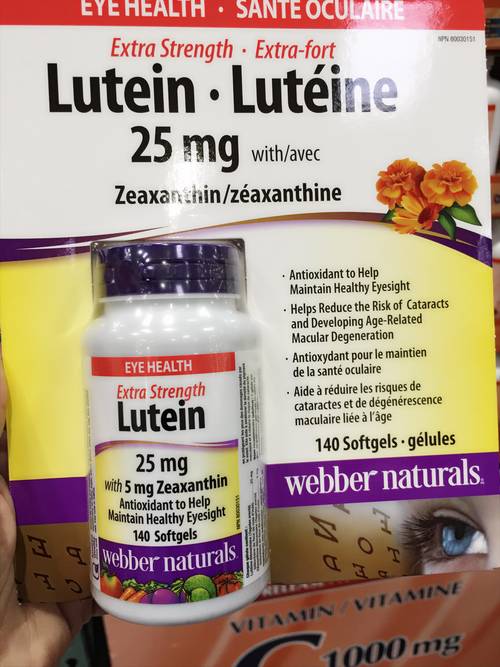 EYE HEALTH · SANTÉ OCULAIRE
NPN 80030151
Extra Strength · Extra-fort
Lutein · Lutéine
25 mg with/avec
Zeaxanthin/zéaxanthine
· Antioxidant to Help
Maintain Healthy Eyesight
· Helps Reduce the Risk of Cataracts
and Developing Age-Related
Macular Degeneration
· Antioxydant pour le maintien
de la santé oculaire
· Aide à réduire les risques de
cataractes et de dégénérescence
maculaire liée à l'âge
140 Softgels · gélules
webber naturals
EYE HEALTH
Extra Strength
Lutein
25 mg
with 5 mg Zeaxanthin
Antioxidant to Help
Maintain Healthy Eyesight
140 Softgels
NPN 80030151
webber naturals
VITAMIN / VITAMINE
C 1000 mg